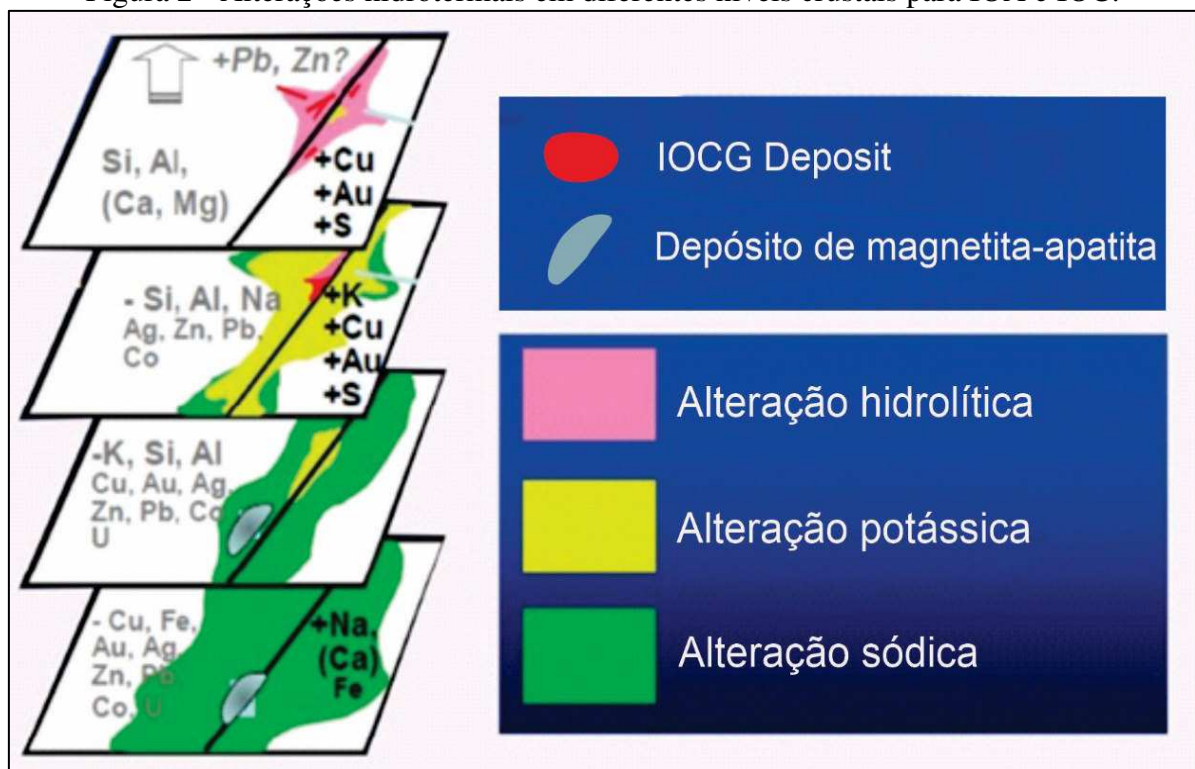 +Pb, Zn?
Si, Al,
(Ca, Mg)
+Cu
+Au
+S
- Si, Al, Na
Ag, Zn, Pb,
Co
+K
+Cu
+Au
+S
-K, Si, Al
Cu, Au, Ag,
Zn, Pb, Co
U
- Cu, Fe,
Au, Ag
Zn, Pb
Co, U
+Na,
(Ca)
Fe
IOCG Deposit
Depósito de magnetita-apatita
Alteração hidrolítica
Alteração potássica
Alteração sódica